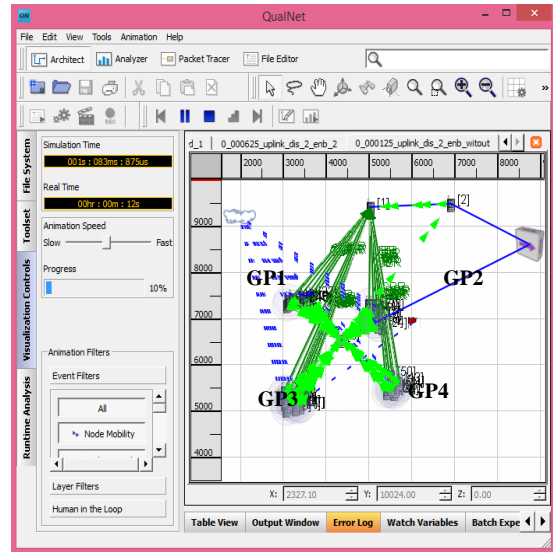 QN QualNet
File Edit View Tools Animation Help
Architect Analyzer Packet Tracer File Editor
REC
File System
Toolset
Visualization Controls
Runtime Analysis
Simulation Time
001s : 083ms : 875us
Real Time
00hr : 00m : 12s
Animation Speed
Slow Fast
Progress
10%
Animation Filters
Event Filters
All
Node Mobility
Layer Filters
Human in the Loop
d_1 0_000625_uplink_dis_2_enb_2 0_000125_uplink_dis_2_enb_witout
2000 3000 4000 5000 6000 7000 8000
9000
8000
7000
6000
5000
4000
[1] [2]
GP1
GP2
GP3
GP4
X: 2327.10 Y: 10024.00 Z: 0.00
Table View Output Window Error Log Watch Variables Batch Expe